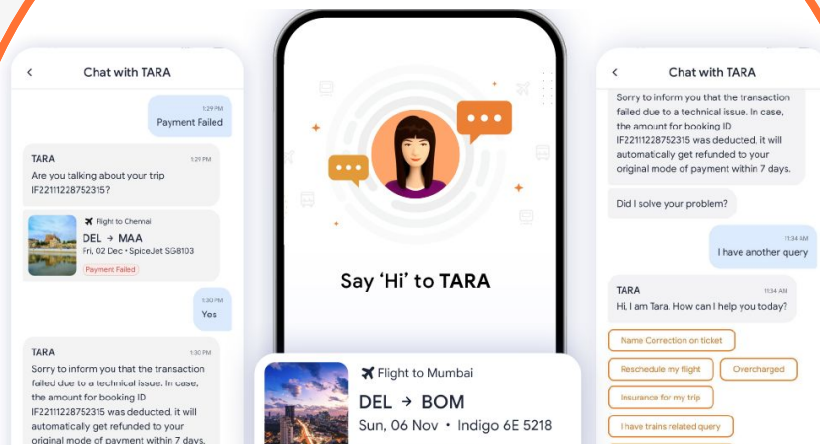 Chat with TARA
1:29 PM
Payment Failed
TARA
1:29 PM
Are you talking about your trip
IF22111228752315?
Flight to Chennai
DEL → MAA
Fri, 02 Dec • SpiceJet SG8103
Payment Failed
1:30 PM
Yes
TARA
1:30 PM
Sorry to inform you that the transaction
failed due to a technical issue. In case,
the amount for booking ID
IF22111228752315 was deducted, it will
automatically get refunded to your
original mode of payment within 7 days.
Say ‘Hi’ to TARA
Flight to Mumbai
DEL → BOM
Sun, 06 Nov • Indigo 6E 5218
Chat with TARA
Sorry to inform you that the transaction
failed due to a technical issue. In case,
the amount for booking ID
IF22111228752315 was deducted, it will
automatically get refunded to your
original mode of payment within 7 days.
Did I solve your problem?
11:34 AM
I have another query
TARA
11:34 AM
Hi, I am Tara. How can I help you today?
Name Correction on ticket
Reschedule my flight
Overcharged
Insurance for my trip
I have trains related query